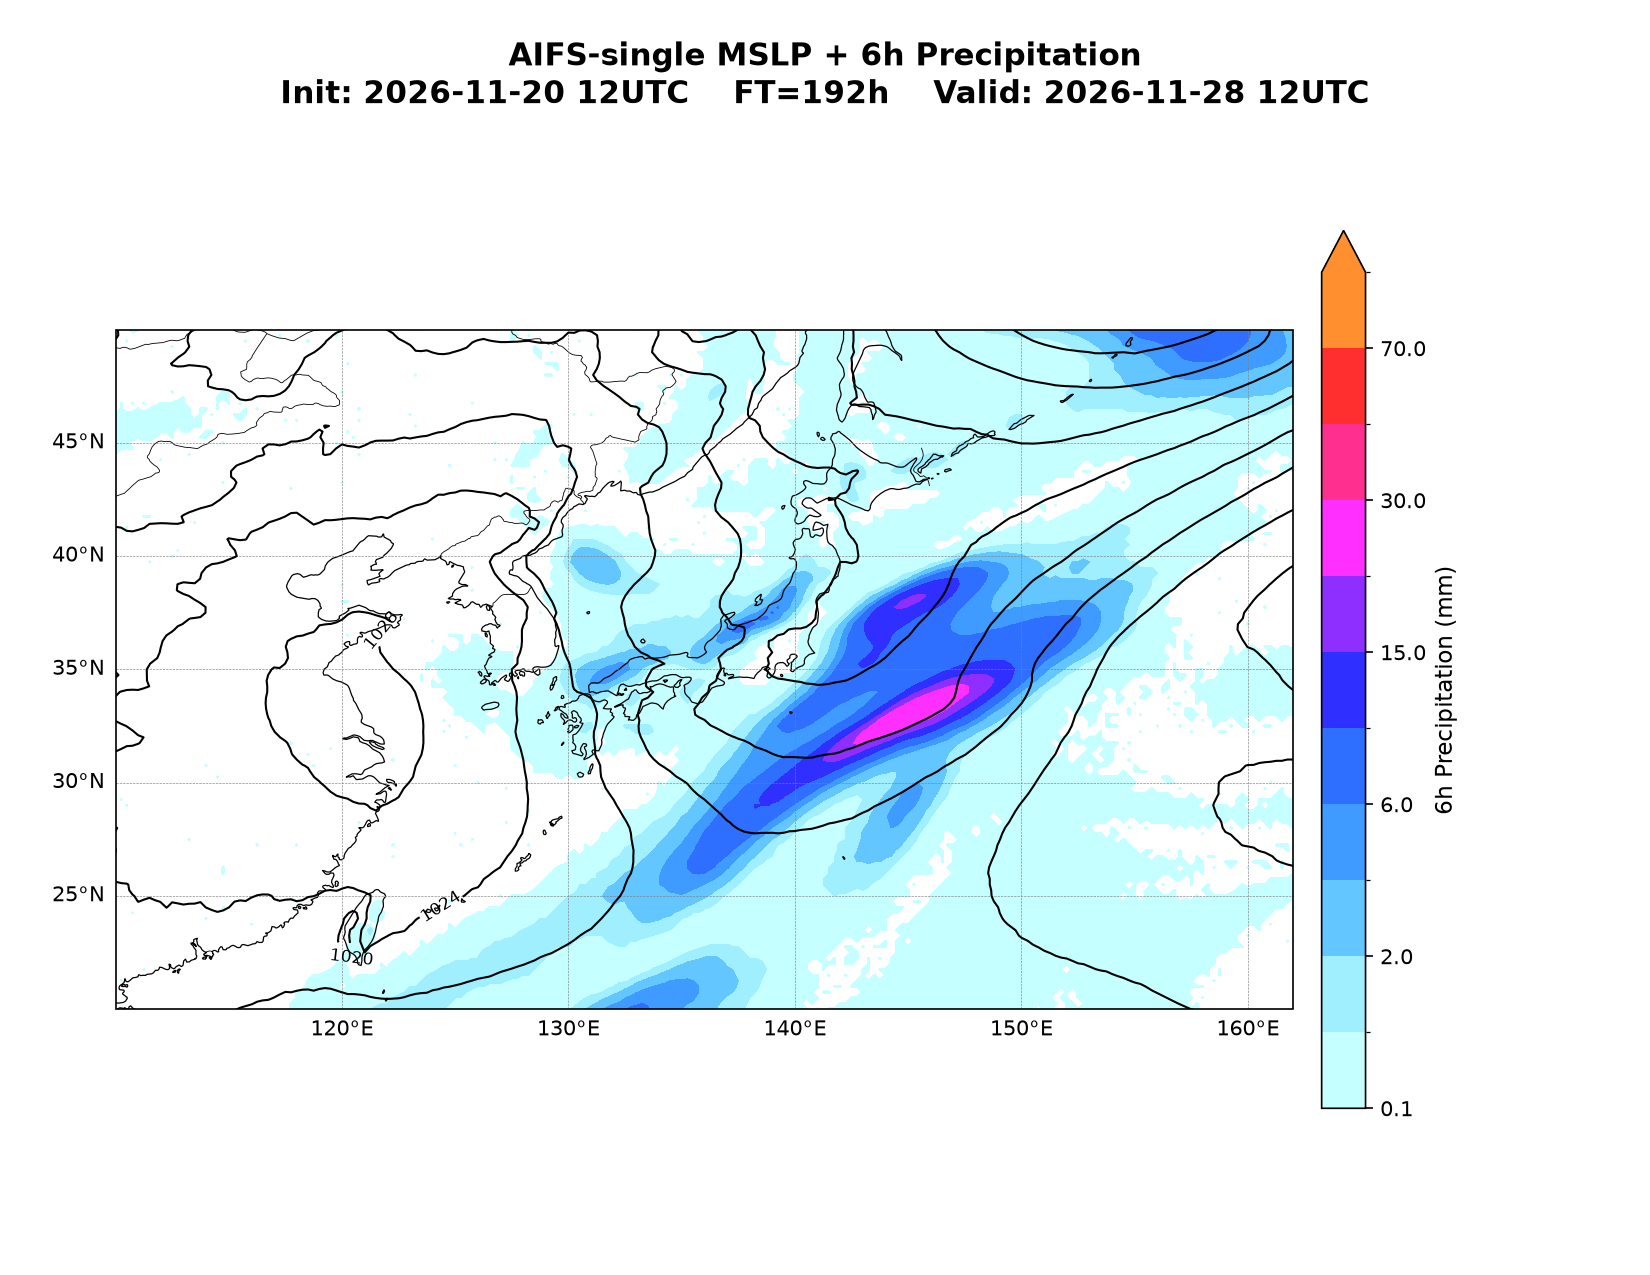 AIFS-single MSLP + 6h Precipitation
Init: 2026-11-20 12UTC    FT=192h    Valid: 2026-11-28 12UTC
45°N
40°N
35°N
30°N
25°N
120°E
130°E
140°E
150°E
160°E
1024
1020
70.0
30.0
15.0
6.0
2.0
0.1
6h Precipitation (mm)